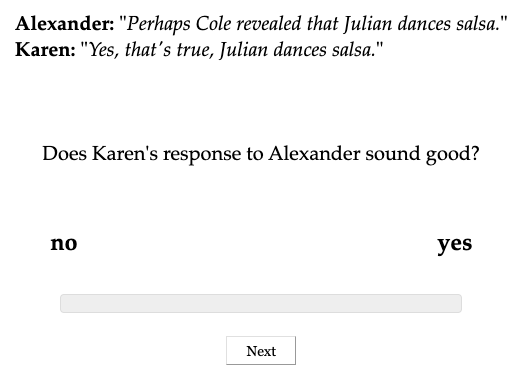 Alexander: "Perhaps Cole revealed that Julian dances salsa."
Karen: "Yes, that's true, Julian dances salsa."
Does Karen's response to Alexander sound good?
no yes
Next